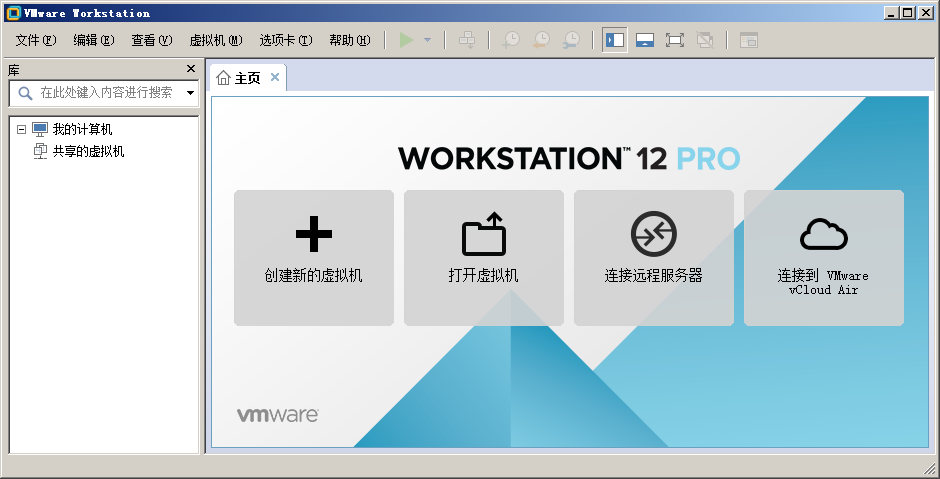 VMware Workstation
文件(F) 编辑(E) 查看(V) 虚拟机(M) 选项卡(T) 帮助(H)
库
在此处键入内容进行搜索
我的计算机
共享的虚拟机
主页
WORKSTATION™ 12 PRO
创建新的虚拟机
打开虚拟机
连接远程服务器
连接到 VMware
vCloud Air
vmware